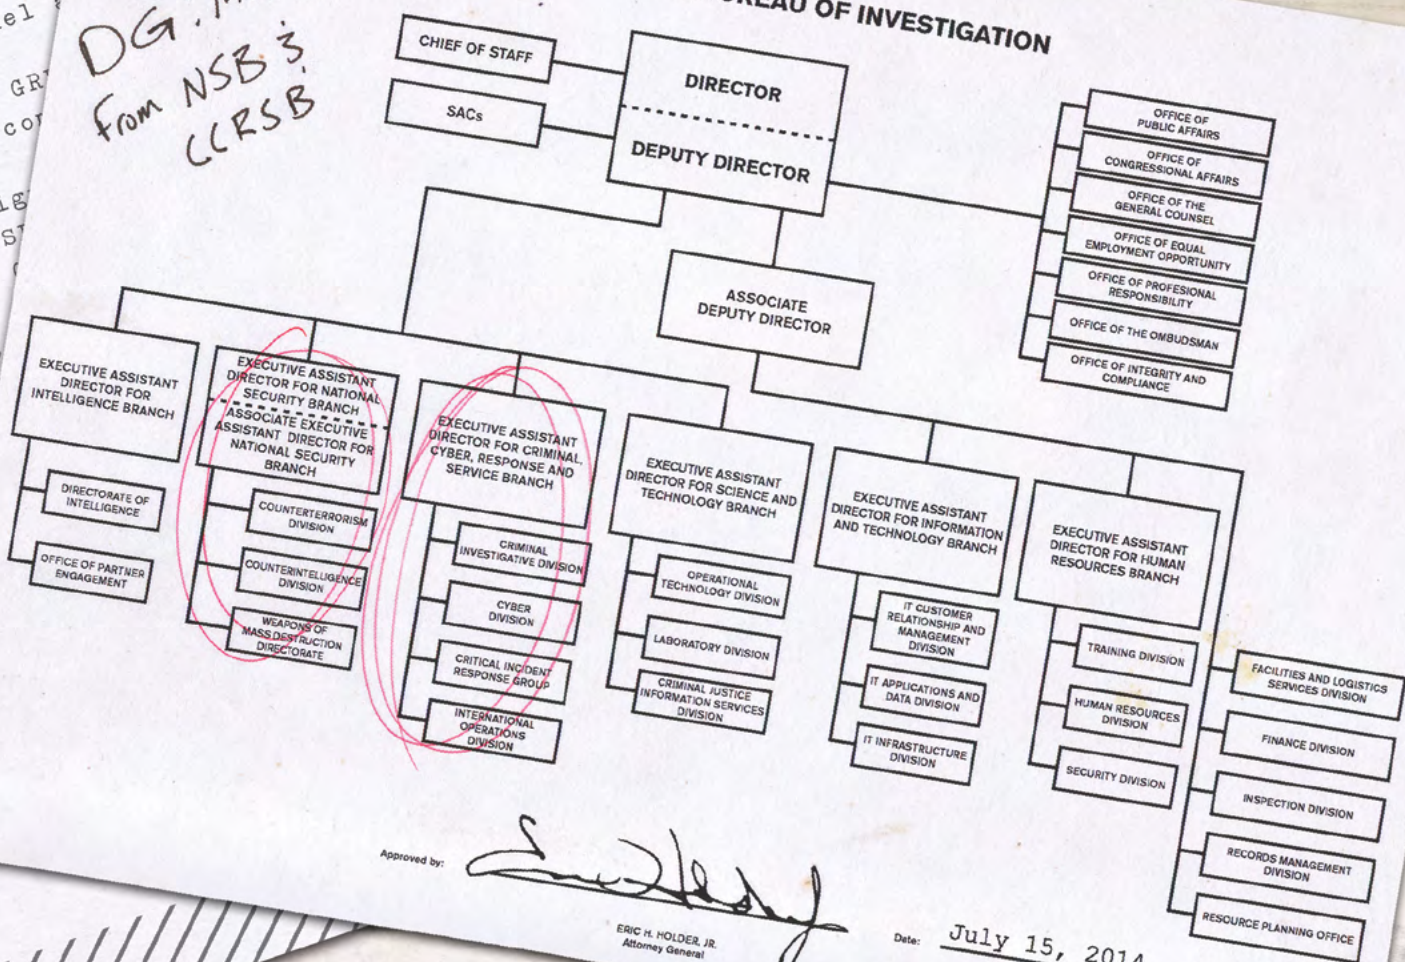 OF INVESTIGATION
DG.
from NSB &
CCRSB
CHIEF OF STAFF
SACs
DIRECTOR
DEPUTY DIRECTOR
ASSOCIATE
DEPUTY DIRECTOR
OFFICE OF
PUBLIC AFFAIRS
OFFICE OF
CONGRESSIONAL AFFAIRS
OFFICE OF THE
GENERAL COUNSEL
OFFICE OF EQUAL
EMPLOYMENT OPPORTUNITY
OFFICE OF PROFESIONAL
RESPONSIBILITY
OFFICE OF THE OMBUDSMAN
OFFICE OF INTEGRITY AND
COMPLIANCE
EXECUTIVE ASSISTANT
DIRECTOR FOR
INTELLIGENCE BRANCH
DIRECTORATE OF
INTELLIGENCE
OFFICE OF PARTNER
ENGAGEMENT
EXECUTIVE ASSISTANT
DIRECTOR FOR NATIONAL
SECURITY BRANCH
ASSOCIATE EXECUTIVE
ASSISTANT DIRECTOR FOR
NATIONAL SECURITY
BRANCH
COUNTERTERRORISM
DIVISION
COUNTERINTELLIGENCE
DIVISION
WEAPONS OF
MASS DESTRUCTION
DIRECTORATE
EXECUTIVE ASSISTANT
DIRECTOR FOR CRIMINAL,
CYBER, RESPONSE AND
SERVICE BRANCH
CRIMINAL
INVESTIGATIVE DIVISION
CYBER
DIVISION
CRITICAL INCIDENT
RESPONSE GROUP
INTERNATIONAL
OPERATIONS
DIVISION
EXECUTIVE ASSISTANT
DIRECTOR FOR SCIENCE AND
TECHNOLOGY BRANCH
OPERATIONAL
TECHNOLOGY DIVISION
LABORATORY DIVISION
CRIMINAL JUSTICE
INFORMATION SERVICES
DIVISION
EXECUTIVE ASSISTANT
DIRECTOR FOR INFORMATION
AND TECHNOLOGY BRANCH
IT CUSTOMER
RELATIONSHIP AND
MANAGEMENT
DIVISION
IT APPLICATIONS AND
DATA DIVISION
IT INFRASTRUCTURE
DIVISION
EXECUTIVE ASSISTANT
DIRECTOR FOR HUMAN
RESOURCES BRANCH
TRAINING DIVISION
HUMAN RESOURCES
DIVISION
SECURITY DIVISION
FACILITIES AND LOGISTICS
SERVICES DIVISION
FINANCE DIVISION
INSPECTION DIVISION
RECORDS MANAGEMENT
DIVISION
RESOURCE PLANNING OFFICE
Approved by:
ERIC H. HOLDER, JR.
Attorney General
Date: July 15, 2014